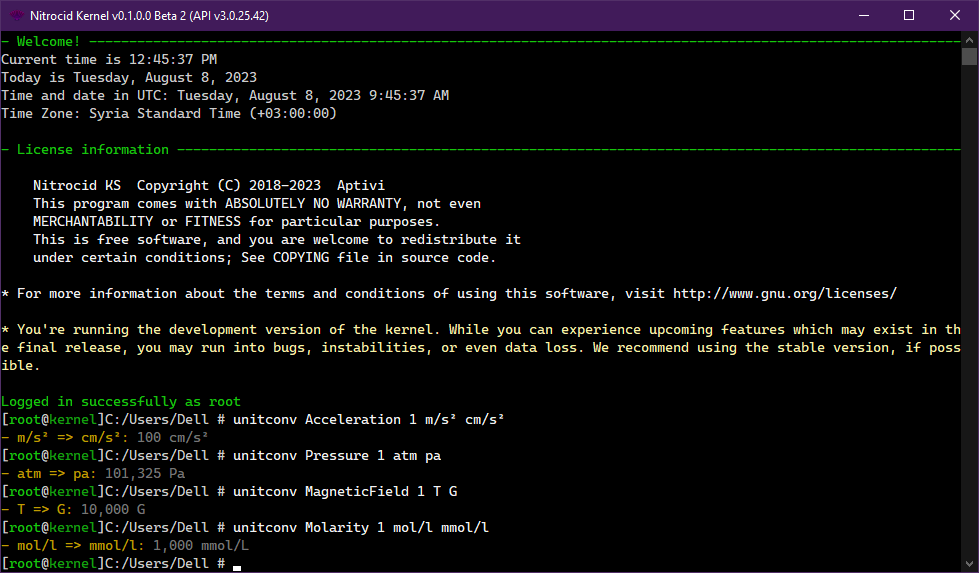 Nitrocid Kernel v0.1.0.0 Beta 2 (API v3.0.25.42)
- Welcome!
Current time is 12:45:37 PM
Today is Tuesday, August 8, 2023
Time and date in UTC: Tuesday, August 8, 2023 9:45:37 AM
Time Zone: Syria Standard Time (+03:00:00)
- License information
Nitrocid KS  Copyright (C) 2018-2023  Aptivi
This program comes with ABSOLUTELY NO WARRANTY, not even
MERCHANTABILITY or FITNESS for particular purposes.
This is free software, and you are welcome to redistribute it
under certain conditions; See COPYING file in source code.
* For more information about the terms and conditions of using this software, visit http://www.gnu.org/licenses/
* You're running the development version of the kernel. While you can experience upcoming features which may exist in th
e final release, you may run into bugs, instabilities, or even data loss. We recommend using the stable version, if poss
ible.
Logged in successfully as root
[root@kernel]C:/Users/Dell # unitconv Acceleration 1 m/s² cm/s²
- m/s² => cm/s²: 100 cm/s²
[root@kernel]C:/Users/Dell # unitconv Pressure 1 atm pa
- atm => pa: 101,325 Pa
[root@kernel]C:/Users/Dell # unitconv MagneticField 1 T G
- T => G: 10,000 G
[root@kernel]C:/Users/Dell # unitconv Molarity 1 mol/l mmol/l
- mol/l => mmol/l: 1,000 mmol/L
[root@kernel]C:/Users/Dell #